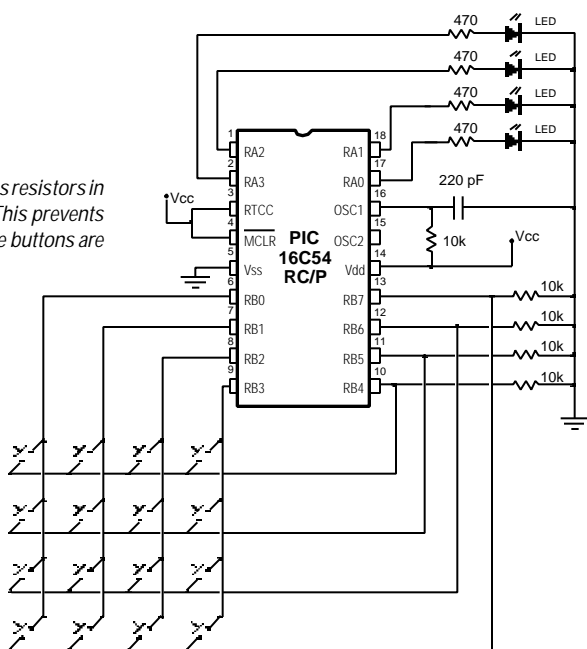 470
LED
470
LED
470
LED
470
LED
s resistors in
This prevents
e buttons are
Vcc
1
RA2
18
RA1
2
RA3
17
RA0
3
RTCC
16
OSC1
220 pF
4
MCLR
15
OSC2
10k
Vcc
PIC
16C54
RC/P
5
Vss
14
Vdd
6
RB0
13
RB7
10k
7
RB1
12
RB6
10k
8
RB2
11
RB5
10k
9
RB3
10
RB4
10k